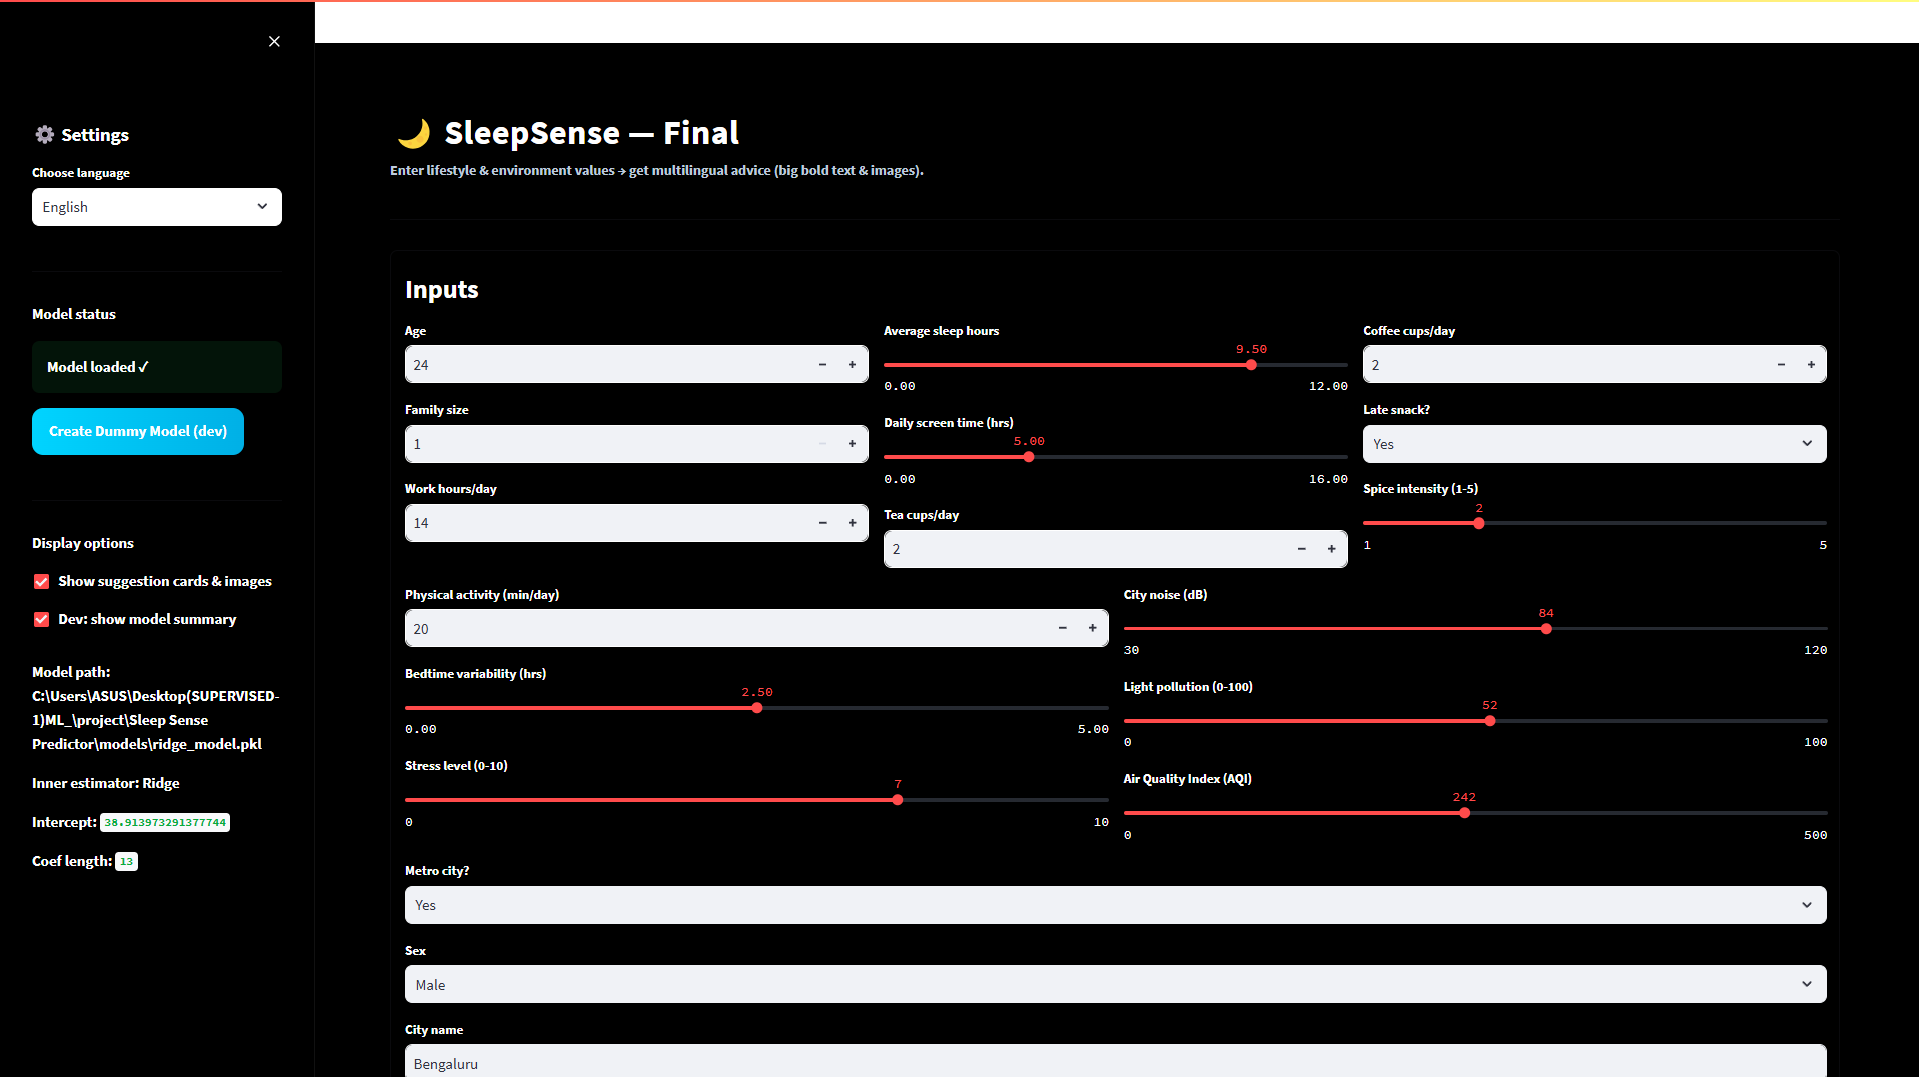 Settings
Choose language
English
Model status
Model loaded ✓
Create Dummy Model (dev)
Display options
Show suggestion cards & images
Dev: show model summary
Model path:
C:\Users\ASUS\Desktop(SUPERVISED-
1)ML_\project\Sleep Sense
Predictor\models\ridge_model.pkl
Inner estimator: Ridge
Intercept: 38.913973291377744
Coef length: 13
SleepSense — Final
Enter lifestyle & environment values → get multilingual advice (big bold text & images).
Inputs
Age
24
Family size
1
Work hours/day
14
Average sleep hours
9.50
0.00 12.00
Daily screen time (hrs)
5.00
0.00 16.00
Tea cups/day
2
Coffee cups/day
2
Late snack?
Yes
Spice intensity (1-5)
2
1 5
Physical activity (min/day)
20
Bedtime variability (hrs)
2.50
0.00 5.00
Stress level (0-10)
7
0 10
City noise (dB)
84
30 120
Light pollution (0-100)
52
0 100
Air Quality Index (AQI)
242
0 500
Metro city?
Yes
Sex
Male
City name
Bengaluru